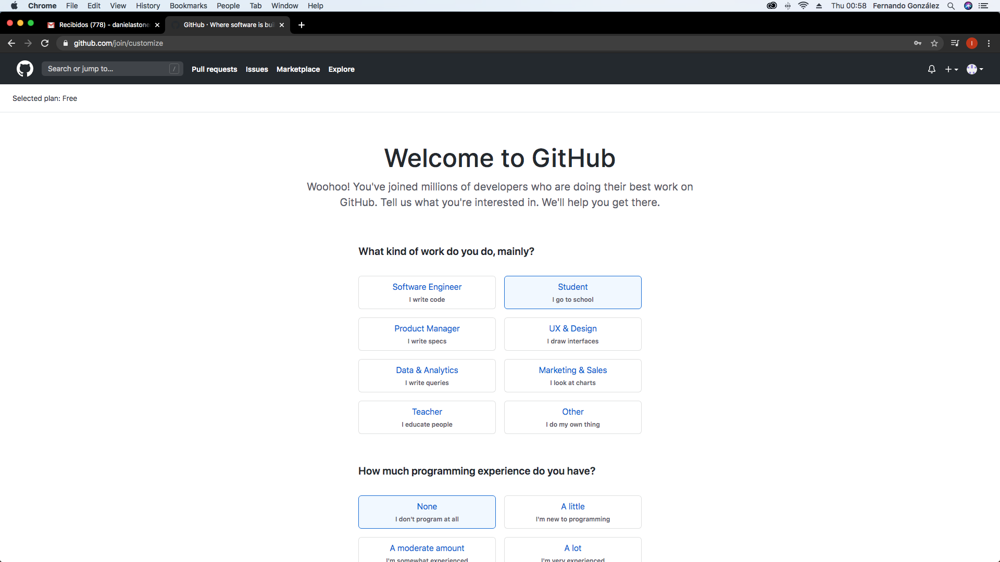 Chrome File Edit View History Bookmarks People Tab Window Help Thu 00:58 Fernando González
Recibidos (778) - danielastone GitHub · Where software is bui
github.com/join/customize I
Search or jump to... / Pull requests Issues Marketplace Explore
Selected plan: Free
Welcome to GitHub
Woohoo! You've joined millions of developers who are doing their best work on
GitHub. Tell us what you're interested in. We'll help you get there.
What kind of work do you do, mainly?
Software Engineer Student
I write code I go to school
Product Manager UX & Design
I write specs I draw interfaces
Data & Analytics Marketing & Sales
I write queries I look at charts
Teacher Other
I educate people I do my own thing
How much programming experience do you have?
None A little
I don't program at all I'm new to programming
A moderate amount A lot
I'm somewhat experienced I'm very experienced